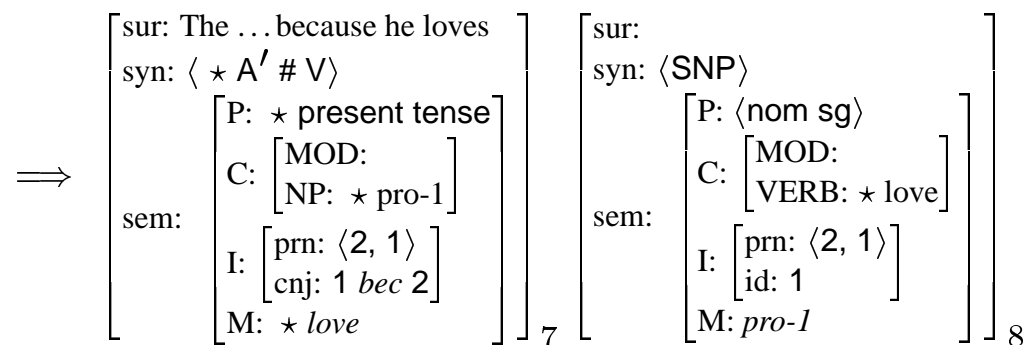 ⟹ [sur: The … because he loves
syn: ⟨ ⋆ A′ # V⟩
sem: [P: ⋆ present tense
C: [MOD:
NP: ⋆ pro-1]
I: [prn: ⟨2, 1⟩
cnj: 1 bec 2]
M: ⋆ love]]7
[sur:
syn: ⟨SNP⟩
sem: [P: ⟨nom sg⟩
C: [MOD:
VERB: ⋆ love]
I: [prn: ⟨2, 1⟩
id: 1]
M: pro-1]]8